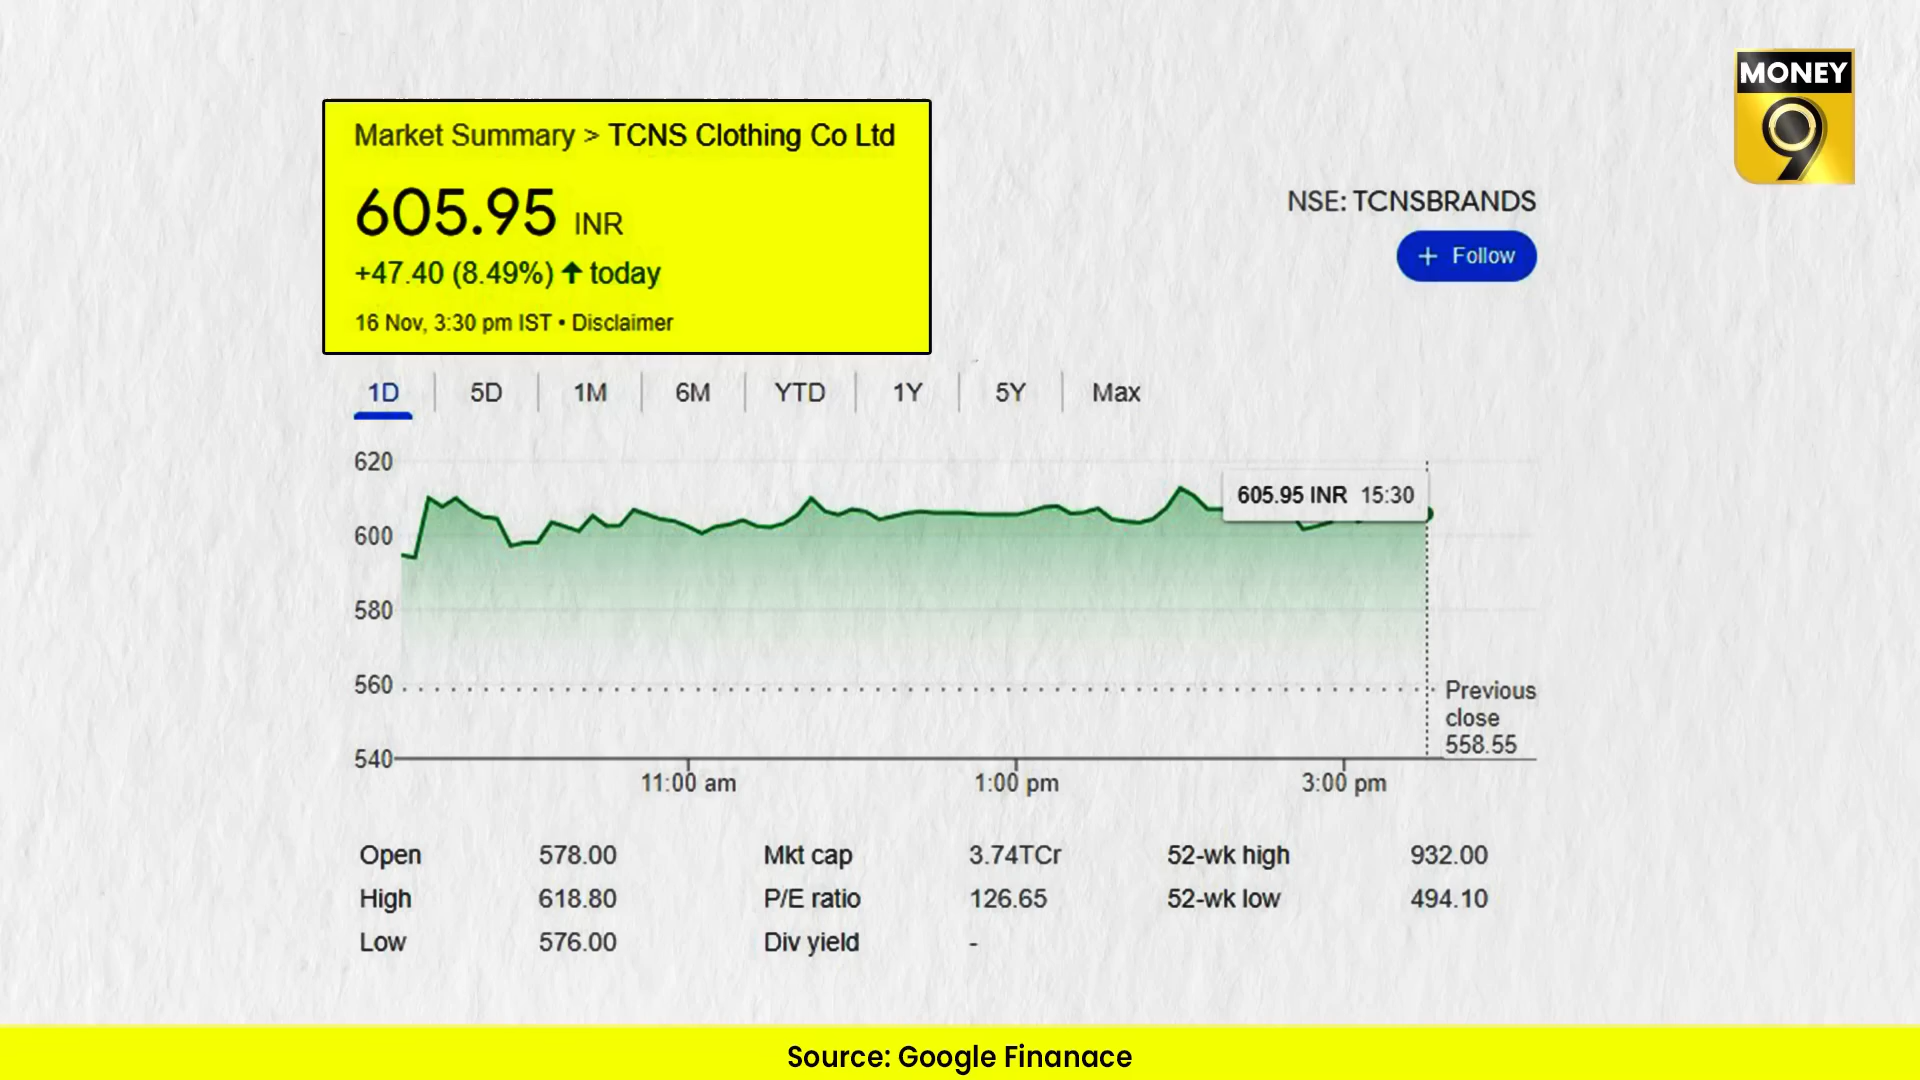 MONEY
9
Market Summary > TCNS Clothing Co Ltd
605.95 INR
+47.40 (8.49%) ↑ today
16 Nov, 3:30 pm IST • Disclaimer
NSE: TCNSBRANDS
+ Follow
1D 5D 1M 6M YTD 1Y 5Y Max
620
600
580
560
540
605.95 INR 15:30
Previous
close
558.55
11:00 am 1:00 pm 3:00 pm
Open 578.00 Mkt cap 3.74TCr 52-wk high 932.00
High 618.80 P/E ratio 126.65 52-wk low 494.10
Low 576.00 Div yield -
Source: Google Finanace